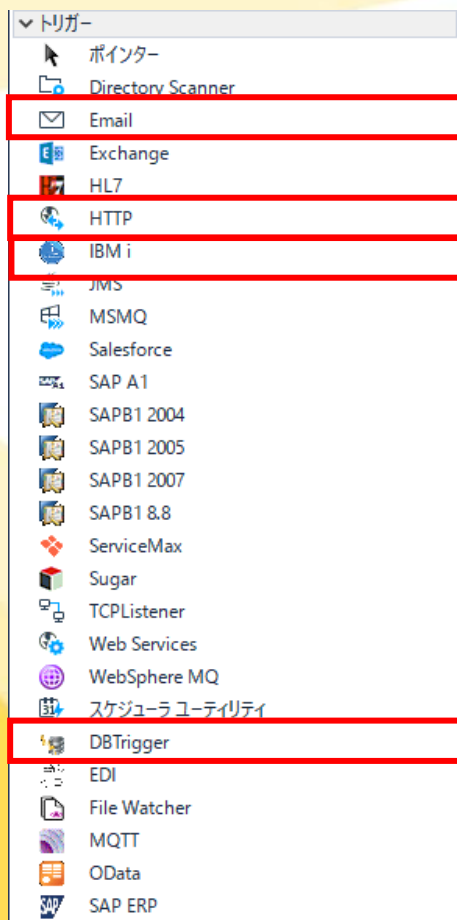 トリガー
ポインター
Directory Scanner
Email
Exchange
HL7
HTTP
IBM i
JMS
MSMQ
Salesforce
SAP A1
SAPB1 2004
SAPB1 2005
SAPB1 2007
SAPB1 8.8
ServiceMax
Sugar
TCPListener
Web Services
WebSphere MQ
スケジューラ ユーティリティ
DBTrigger
EDI
File Watcher
MQTT
OData
SAP ERP